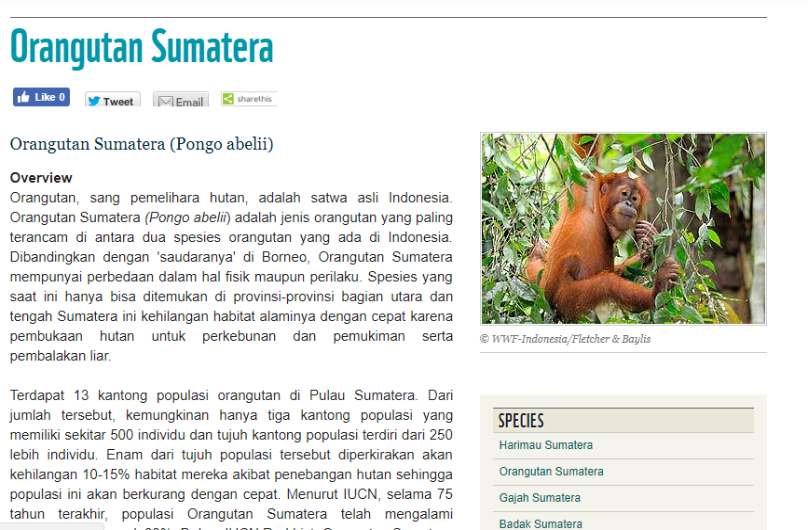 Orangutan Sumatera
Like 0
Tweet
Email
sharethis
Orangutan Sumatera (Pongo abelii)
Overview
Orangutan, sang pemelihara hutan, adalah satwa asli Indonesia.
Orangutan Sumatera (Pongo abelii) adalah jenis orangutan yang paling
terancam di antara dua spesies orangutan yang ada di Indonesia.
Dibandingkan dengan 'saudaranya' di Borneo, Orangutan Sumatera
mempunyai perbedaan dalam hal fisik maupun perilaku. Spesies yang
saat ini hanya bisa ditemukan di provinsi-provinsi bagian utara dan
tengah Sumatera ini kehilangan habitat alaminya dengan cepat karena
pembukaan hutan untuk perkebunan dan pemukiman serta
pembalakan liar.
Terdapat 13 kantong populasi orangutan di Pulau Sumatera. Dari
jumlah tersebut, kemungkinan hanya tiga kantong populasi yang
memiliki sekitar 500 individu dan tujuh kantong populasi terdiri dari 250
lebih individu. Enam dari tujuh populasi tersebut diperkirakan akan
kehilangan 10-15% habitat mereka akibat penebangan hutan sehingga
populasi ini akan berkurang dengan cepat. Menurut IUCN, selama 75
tahun terakhir, populasi Orangutan Sumatera telah mengalami
© WWF-Indonesia/Fletcher & Baylis
SPECIES
Harimau Sumatera
Orangutan Sumatera
Gajah Sumatera
Badak Sumatera